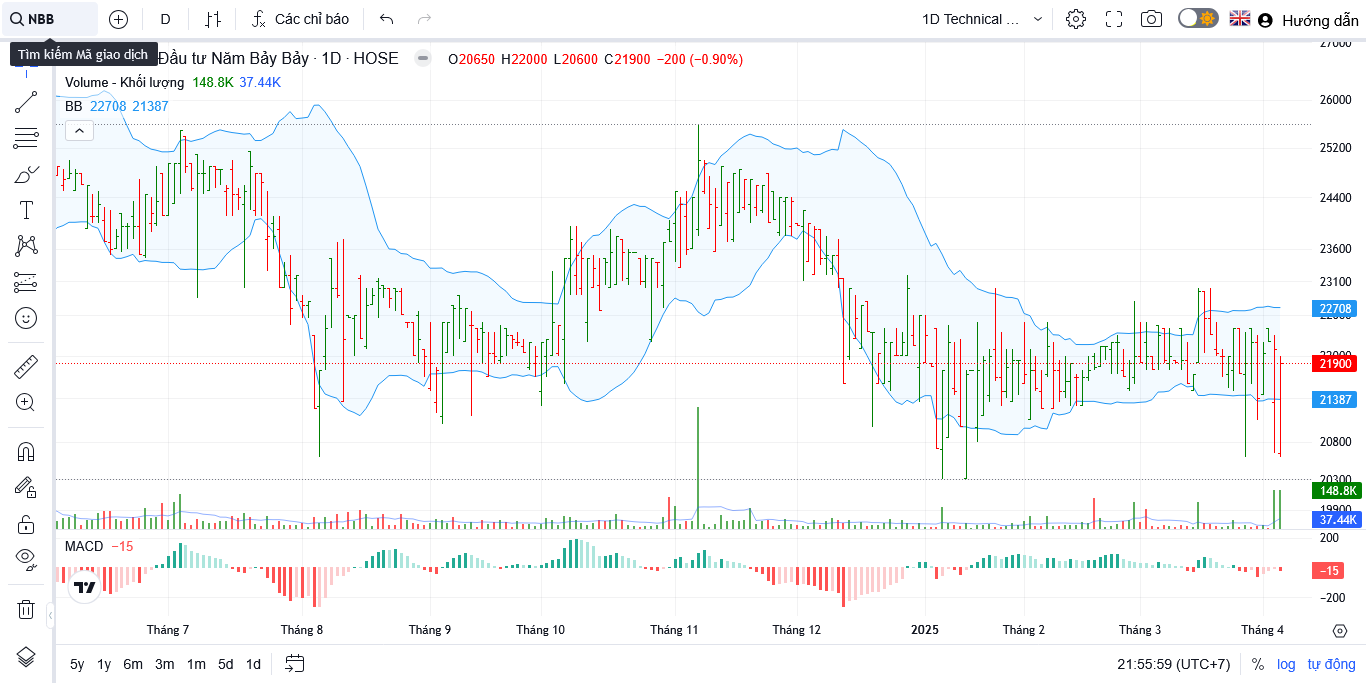 NBB D Các chỉ báo 1D Technical ... Hướng dẫn
Tìm kiếm Mã giao dịch
Đầu tư Năm Bảy Bảy · 1D · HOSE O20650 H22000 L20600 C21900 −200 (−0.90%)
Volume - Khối lượng 148.8K 37.44K
BB 22708 21387
27000
26000
25200
24400
23600
23100
22600
22708
22000
21900
21387
20800
20300
148.8K
19900
37.44K
MACD −15
200
−15
−200
Tháng 7 Tháng 8 Tháng 9 Tháng 10 Tháng 11 Tháng 12 2025 Tháng 2 Tháng 3 Tháng 4
5y 1y 6m 3m 1m 5d 1d 21:55:59 (UTC+7) % log tự động